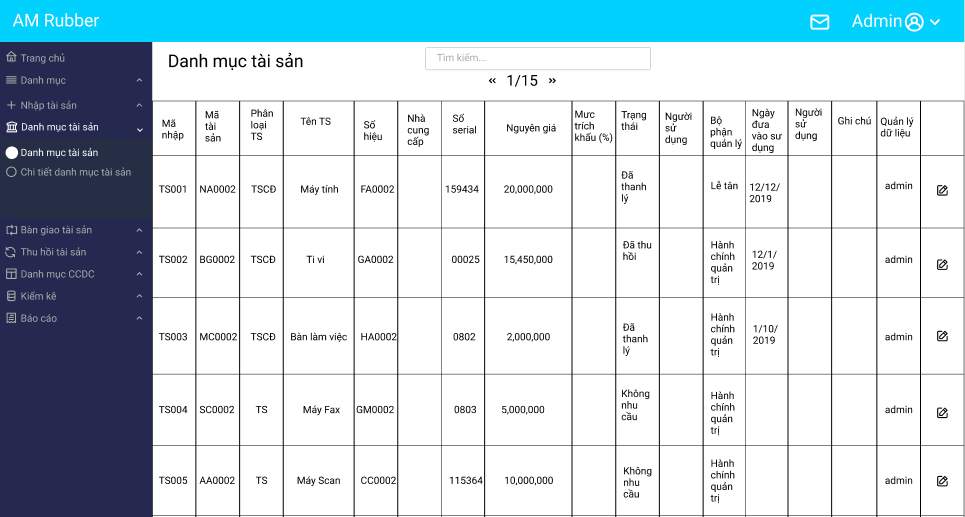 AM Rubber
Admin
Trang chủ
Danh mục
Nhập tài sản
Danh mục tài sản
Danh mục tài sản
Chi tiết danh mục tài sản
Bàn giao tài sản
Thu hồi tài sản
Danh mục CCDC
Kiểm kê
Báo cáo
Danh mục tài sản
Tìm kiếm...
« 1/15 »
Mã
nhập
Mã
tài
sản
Phân
loại
TS
Tên TS
Số
hiệu
Nhà
cung
cấp
Số
serial
Nguyên giá
Mưc
trích
khấu (%)
Trạng
thái
Người
sử
dụng
Bộ
phận
quản lý
Ngày
đưa
vào sư
dụng
Người
sử
dụng
Ghi chú
Quản lý
dữ liệu
TS001 NA0002 TSCĐ Máy tính FA0002 159434 20,000,000
Đã
thanh
lý
Lễ tân
12/12/
2019
admin
TS002 BG0002 TSCĐ Ti vi GA0002 00025 15,450,000
Đã thu
hồi
Hành
chính
quản
trị
12/1/
2019
admin
TS003 MC0002 TSCĐ Bàn làm việc HA0002 0802 2,000,000
Đã
thanh
lý
Hành
chính
quản
trị
1/10/
2019
admin
TS004 SC0002 TS Máy Fax GM0002 0803 5,000,000
Không
nhu
cầu
Hành
chính
quản
trị
admin
TS005 AA0002 TS Máy Scan CC0002 115364 10,000,000
Không
nhu
cầu
Hành
chính
quản
trị
admin